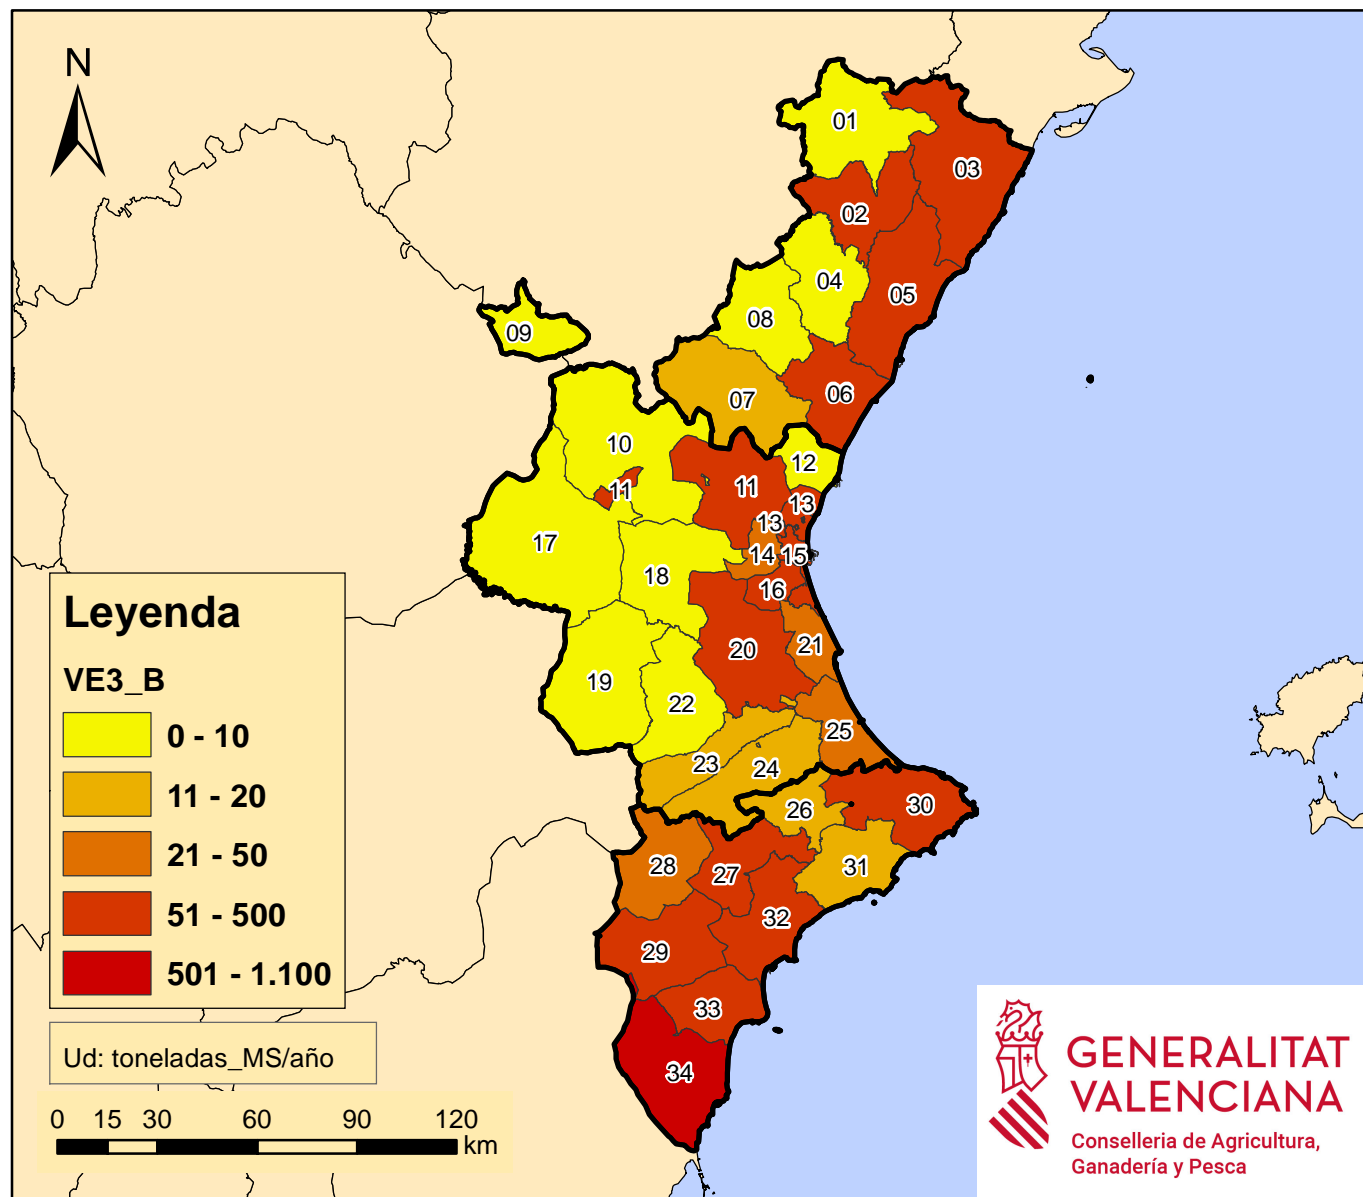 N
01
03
02
04
05
08
09
06
07
10
12
11
11
13
13
17
14
15
18
16
20
21
19
22
25
23
24
26
30
28
27
31
32
29
33
34
Leyenda
VE3_B
0 - 10
11 - 20
21 - 50
51 - 500
501 - 1.100
Ud: toneladas_MS/año
0 15 30 60 90 120
km
GENERALITAT
VALENCIANA
Conselleria de Agricultura,
Ganadería y Pesca